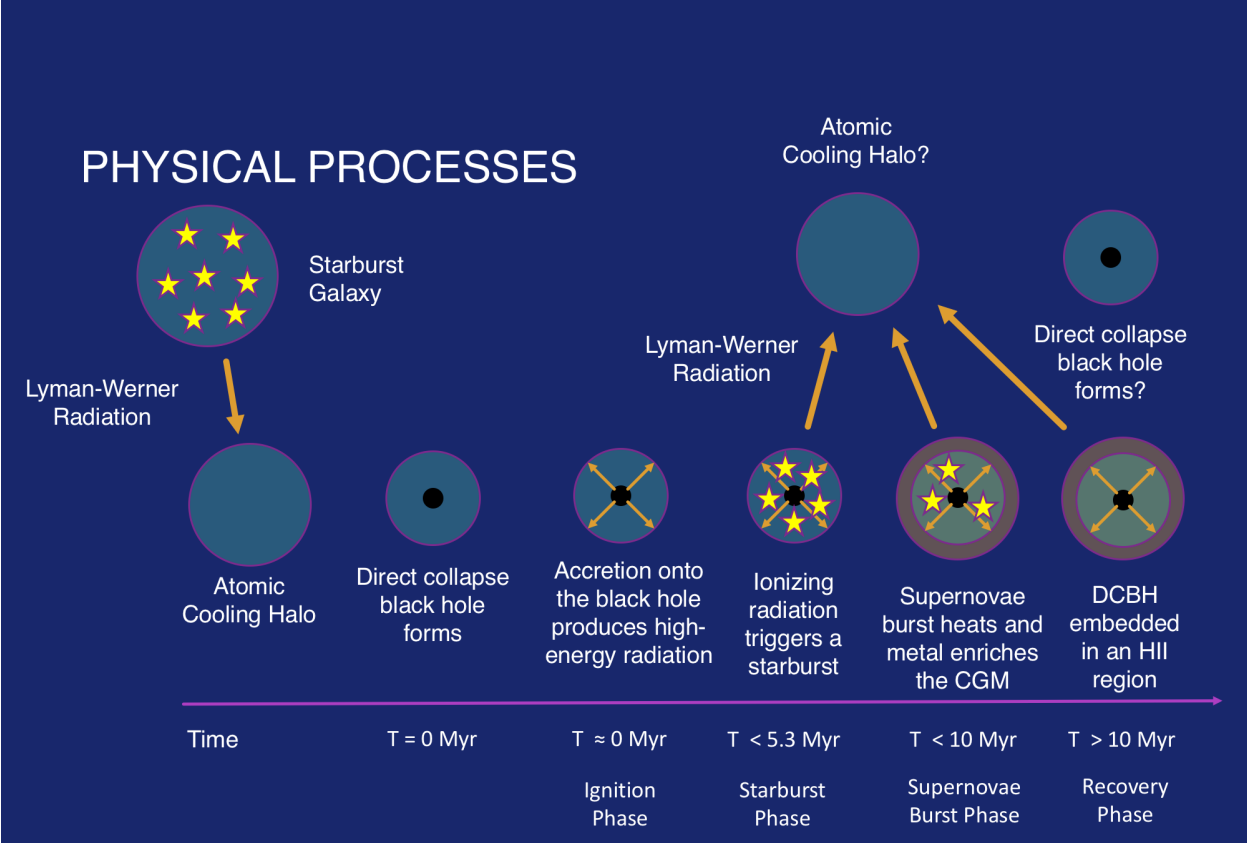 PHYSICAL PROCESSES
Starburst
Galaxy
Lyman-Werner
Radiation
Atomic
Cooling Halo?
Lyman-Werner
Radiation
Direct collapse
black hole
forms?
Atomic
Cooling Halo
Direct collapse
black hole
forms
Accretion onto
the black hole
produces high-
energy radiation
Ionizing
radiation
triggers a
starburst
Supernovae
burst heats and
metal enriches
the CGM
DCBH
embedded
in an HII
region
Time
T = 0 Myr
T ≈ 0 Myr
T < 5.3 Myr
T < 10 Myr
T > 10 Myr
Ignition
Phase
Starburst
Phase
Supernovae
Burst Phase
Recovery
Phase